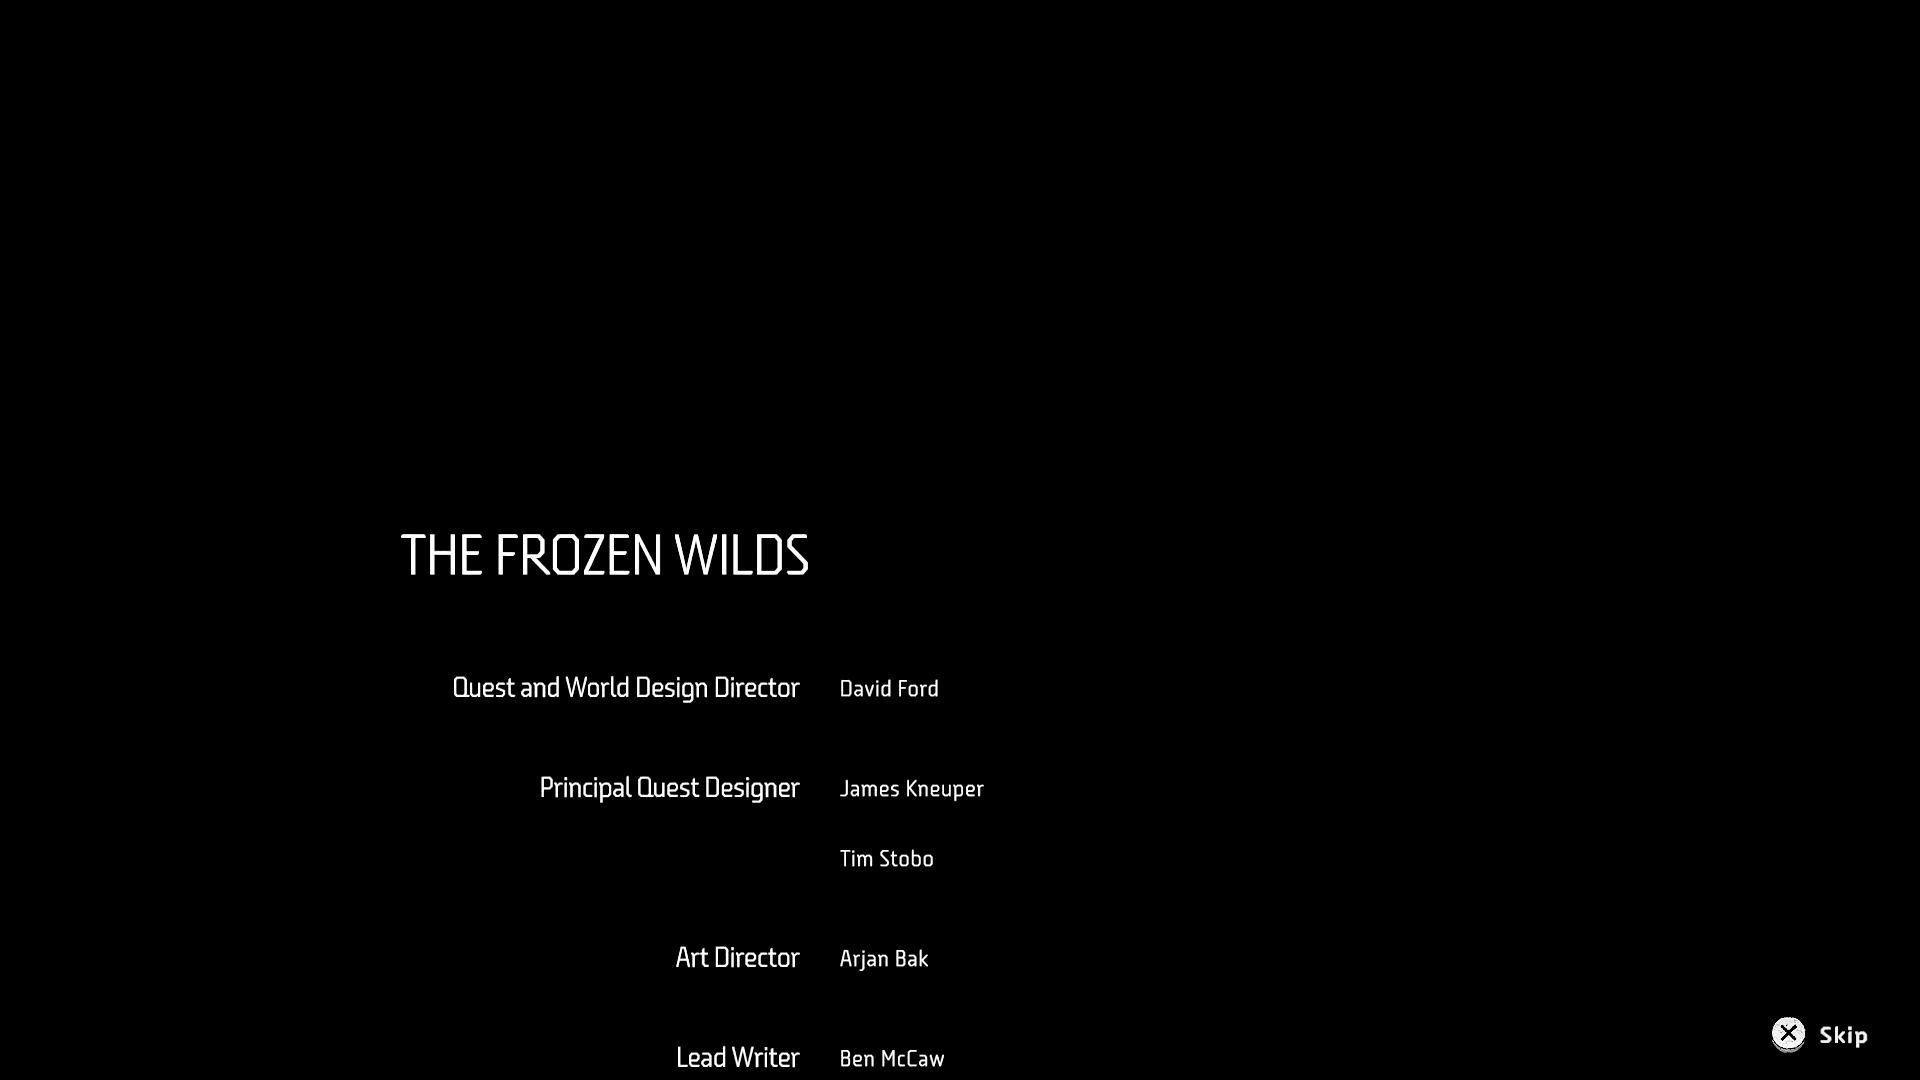 THE FROZEN WILDS
Quest and World Design Director David Ford
Principal Quest Designer James Kneuper
Tim Stobo
Art Director Arjan Bak
Lead Writer Ben McCaw
Skip